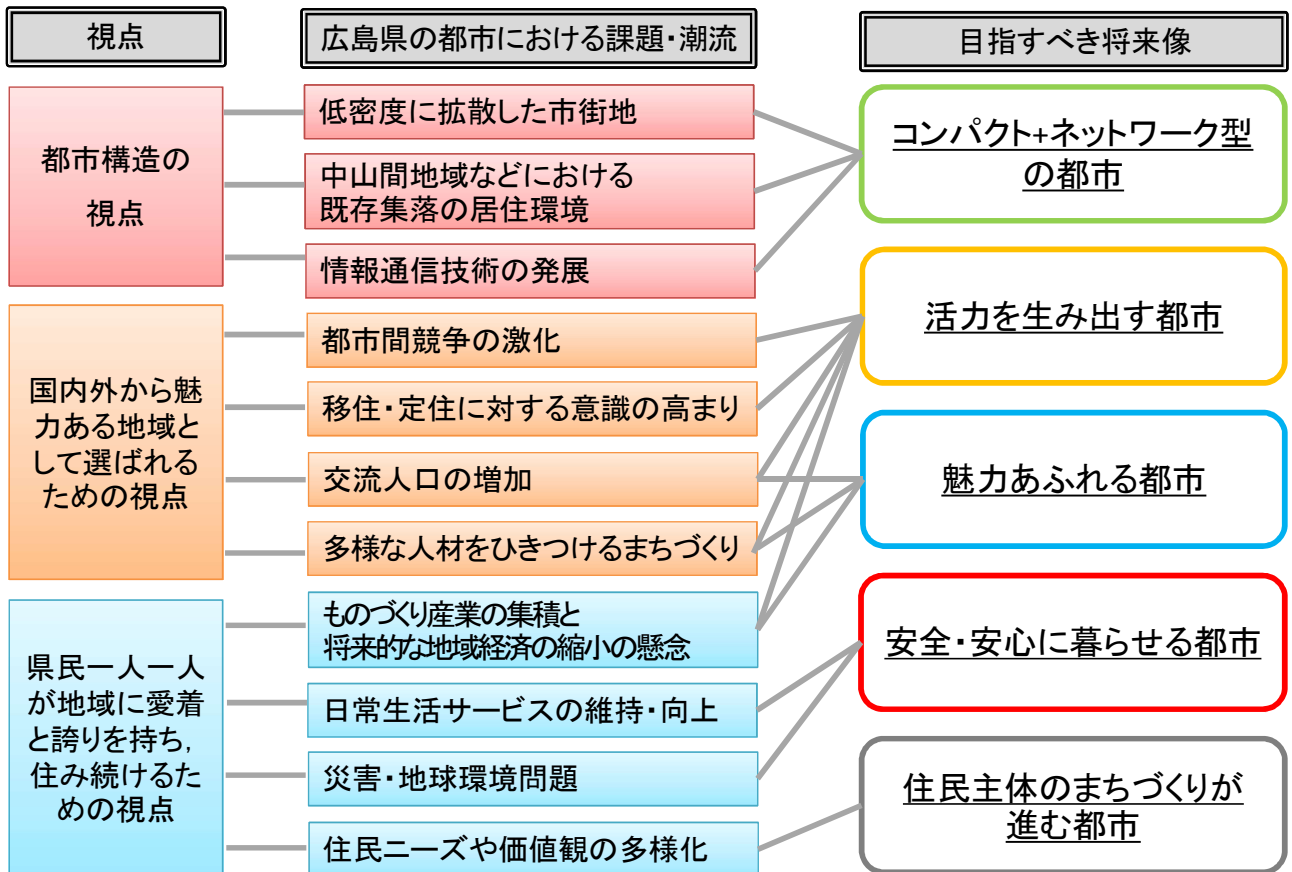 視点
広島県の都市における課題・潮流
目指すべき将来像
都市構造の
視点
低密度に拡散した市街地
中山間地域などにおける
既存集落の居住環境
情報通信技術の発展
コンパクト+ネットワーク型
の都市
国内外から魅
力ある地域と
して選ばれる
ための視点
都市間競争の激化
移住・定住に対する意識の高まり
交流人口の増加
多様な人材をひきつけるまちづくり
活力を生み出す都市
魅力あふれる都市
県民一人一人
が地域に愛着
と誇りを持ち,
住み続けるた
めの視点
ものづくり産業の集積と
将来的な地域経済の縮小の懸念
日常生活サービスの維持・向上
災害・地球環境問題
住民ニーズや価値観の多様化
安全・安心に暮らせる都市
住民主体のまちづくりが
進む都市